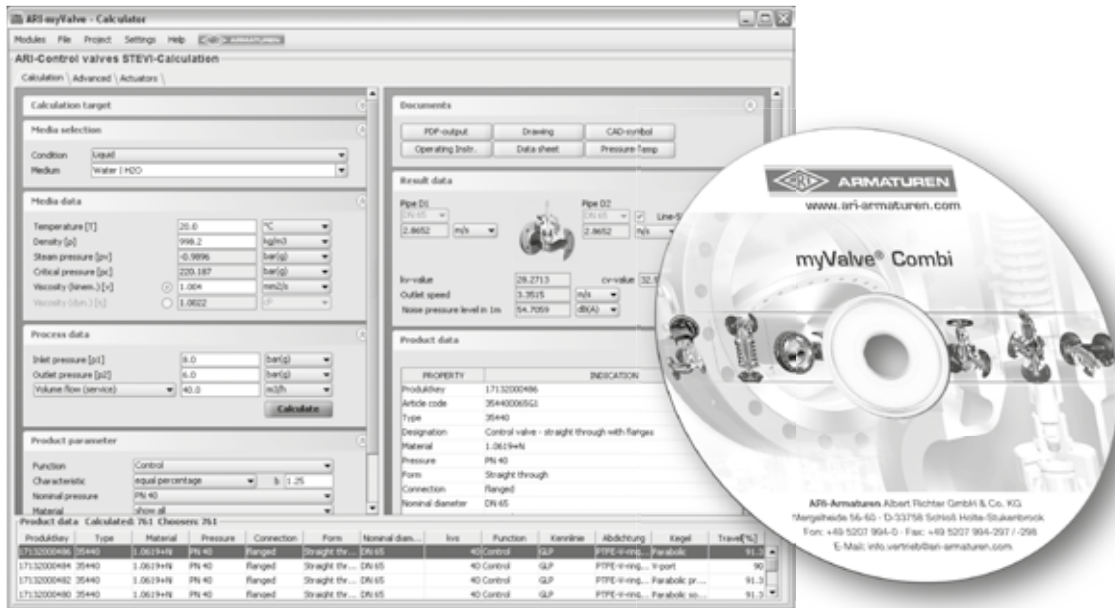 ARI-myValve - Calculator
Modules File Project Settings Help ARI ARMATUREN
ARI-Control valves STEVI-Calculation
Calculation Advanced Actuators
Calculation target
Media selection
Condition Liquid
Medium Water | H2O
Media data
Temperature [T] 20.0 °C
Density [ρ] 998.2 kg/m3
Steam pressure [pv] -0.9896 bar(g)
Critical pressure [pc] 220.187 bar(g)
Viscosity (kinem.) [v] 1.004 mm2/s
Viscosity (dyn.) 1.0022 cP
Process data
Inlet pressure [p1] 8.0 bar(g)
Outlet pressure [p2] 6.0 bar(g)
Volume flow (service) 40.0 m3/h
Calculate
Product parameter
Function Control
Characteristic equal percentage b 1.25
Nominal pressure PN 40
Material show all
Documents
PDF-output Drawing CAD-symbol
Operating Instr. Data sheet Pressure-Temp
Result data
Pipe D1 Pipe D2
DN 65 DN 65
2.8652 m/s 2.8652 m/s
kv-value 28.2713 cv-value
Outlet speed 3.3515 m/s
Noise pressure level in 1m 54.7059 dB(A)
Product data
PROPERTY INDICATION
Produktkey 17132000486
Article code
Type 35440
Designation Control valve - straight through with flanges
Material 1.0619+N
Pressure PN 40
Form Straight through
Connection flanged
Nominal diameter DN 65
Product data Calculated: 761 Choosen: 761
Produktkey Type Material Pressure Connection Form Nominal diam... kvs Function Kennlinie Abdichtung Kegel Travel[%]
17132000486 35440 1.0619+N PN 40 flanged Straight thr... DN 65 40 Control GLP PTFE-V-ring... Parabolic 91.3
17132000484 35440 1.0619+N PN 40 flanged Straight thr... DN 65 40 Control GLP PTFE-V-ring... V-port 90
17132000482 35440 1.0619+N PN 40 flanged Straight thr... DN 65 40 Control GLP PTFE-V-ring... Parabolic pr... 91.3
17132000480 35440 1.0619+N PN 40 flanged Straight thr... DN 65 40 Control GLP PTFE-V-ring... Parabolic so... 91.3
ARI ARMATUREN
www.ari-armaturen.com
myValve® Combi
ARI-Armaturen Albert Richter GmbH & Co. KG
Mergelheide 56-60 - D-33758 Schloß Holte-Stukenbrock
Fon: +49 5207 994-0 - Fax: +49 5207 994-297 / -298
E-Mail: info.vertrieb@ari-armaturen.com